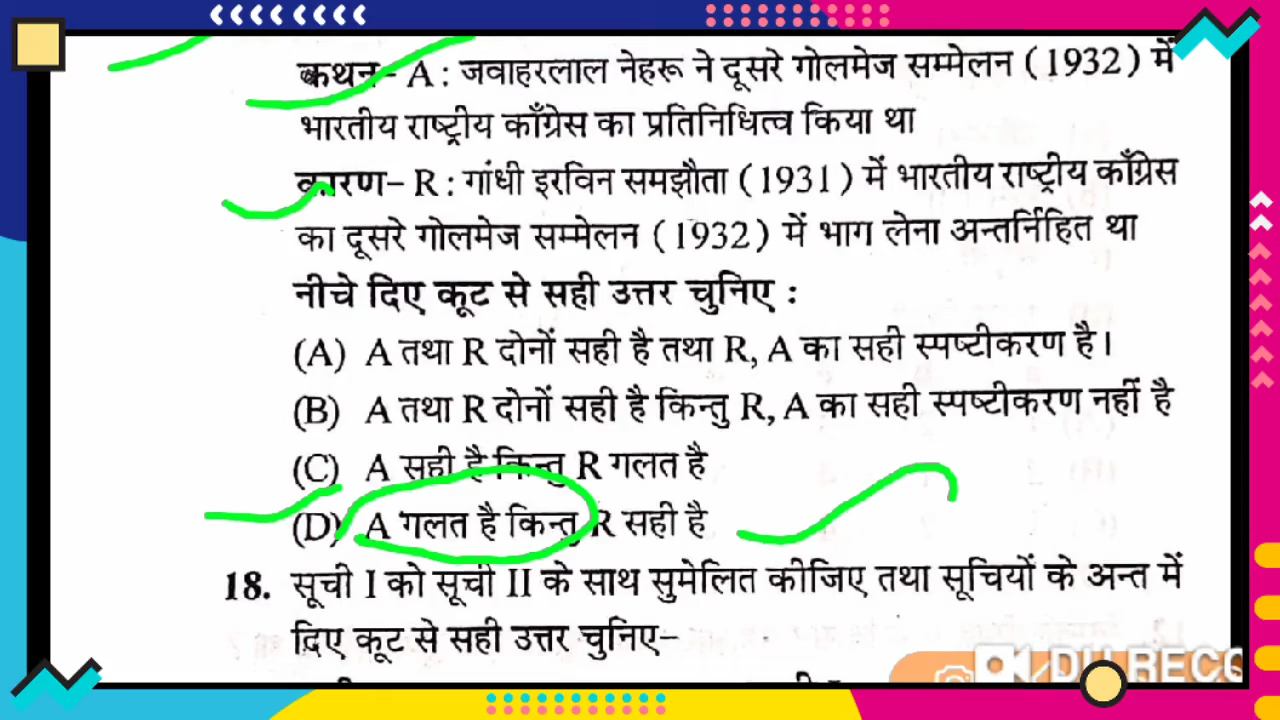 कथन- A : जवाहरलाल नेहरू ने दूसरे गोलमेज सम्मेलन (1932) में
भारतीय राष्ट्रीय काँग्रेस का प्रतिनिधित्व किया था
कारण- R : गांधी इरविन समझौता (1931) में भारतीय राष्ट्रीय काँग्रेस
का दूसरे गोलमेज सम्मेलन (1932) में भाग लेना अन्तर्निहित था
नीचे दिए कूट से सही उत्तर चुनिए :
(A) A तथा R दोनों सही है तथा R, A का सही स्पष्टीकरण है।
(B) A तथा R दोनों सही है किन्तु R, A का सही स्पष्टीकरण नहीं है
(C) A सही है किन्तु R गलत है
(D) A गलत है किन्तु R सही है
18. सूची I को सूची II के साथ सुमेलित कीजिए तथा सूचियों के अन्त में
दिए कूट से सही उत्तर चुनिए-